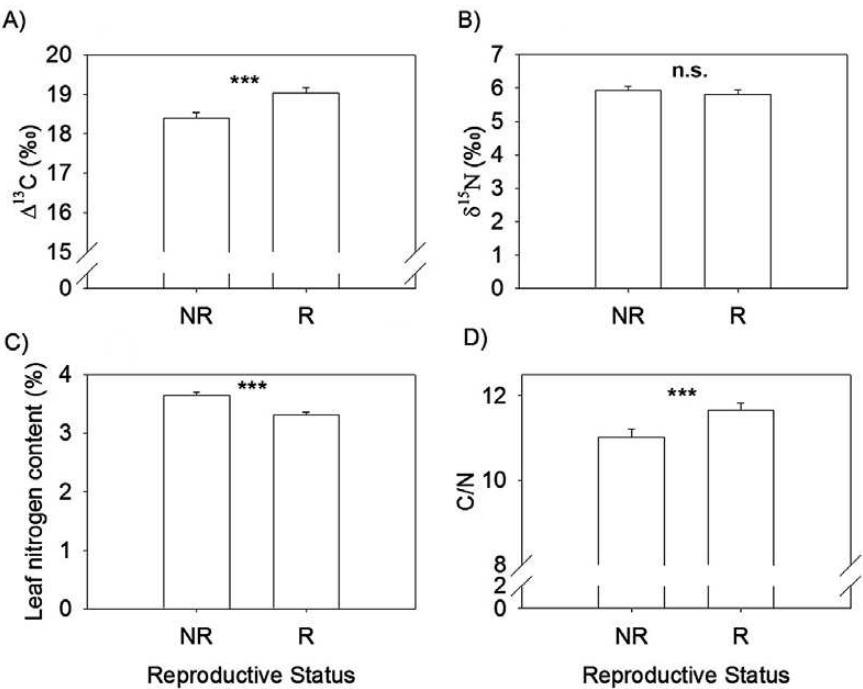 A)
20
19
18
17
16
15
0
Δ¹³C (‰)
***
NR
R
B)
7
6
5
4
3
2
1
0
δ¹⁵N (‰)
n.s.
NR
R
C)
4
3
2
1
0
Leaf nitrogen content (%)
***
NR
R
Reproductive Status
D)
12
10
8
2
0
C/N
***
NR
R
Reproductive Status